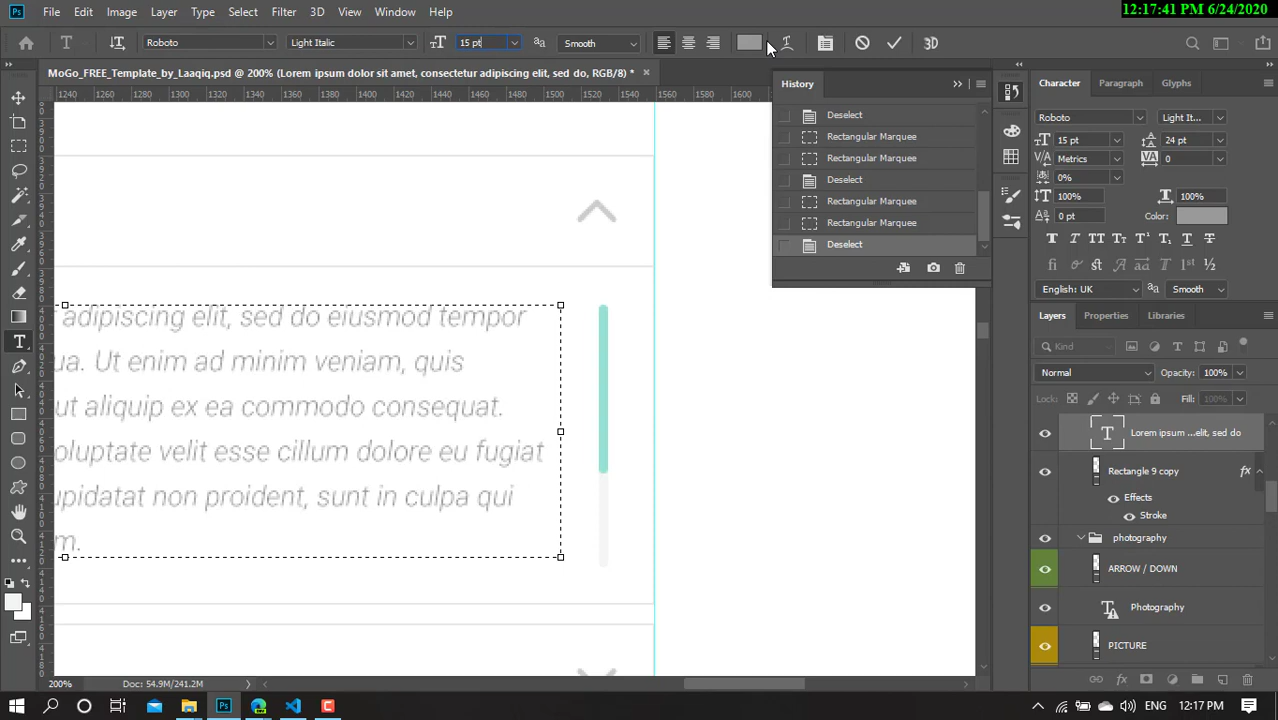 12:17:41 PM 6/24/2020
Ps File Edit Image Layer Type Select Filter 3D View Window Help
Roboto Light Italic 15 pt Smooth 3D
MoGo_FREE_Template_by_Laaqiq.psd @ 200% (Lorem ipsum dolor sit amet, consectetur adipiscing elit, sed do, RGB/8) *
1240 1260 1280 1300 1320 1340 1360 1380 1400 1420 1440 1460 1480 1500 1520 1540 1560 1580 1600
History
Deselect
Rectangular Marquee
Rectangular Marquee
Deselect
Rectangular Marquee
Rectangular Marquee
Deselect
Character Paragraph Glyphs
Roboto Light It...
15 pt 24 pt
Metrics 0
0%
100% 100%
0 pt Color:
English: UK Smooth
Layers Properties Libraries
Kind
Normal Opacity: 100%
Lock: Fill: 100%
Lorem ipsum ...elit, sed do
Rectangle 9 copy fx
Effects
Stroke
photography
ARROW / DOWN
Photography
PICTURE
adipiscing elit, sed do eiusmod tempor
ua. Ut enim ad minim veniam, quis
ut aliquip ex ea commodo consequat.
oluptate velit esse cillum dolore eu fugiat
upidatat non proident, sunt in culpa qui
m.
200% Doc: 54.9M/241.2M
ENG 12:17 PM